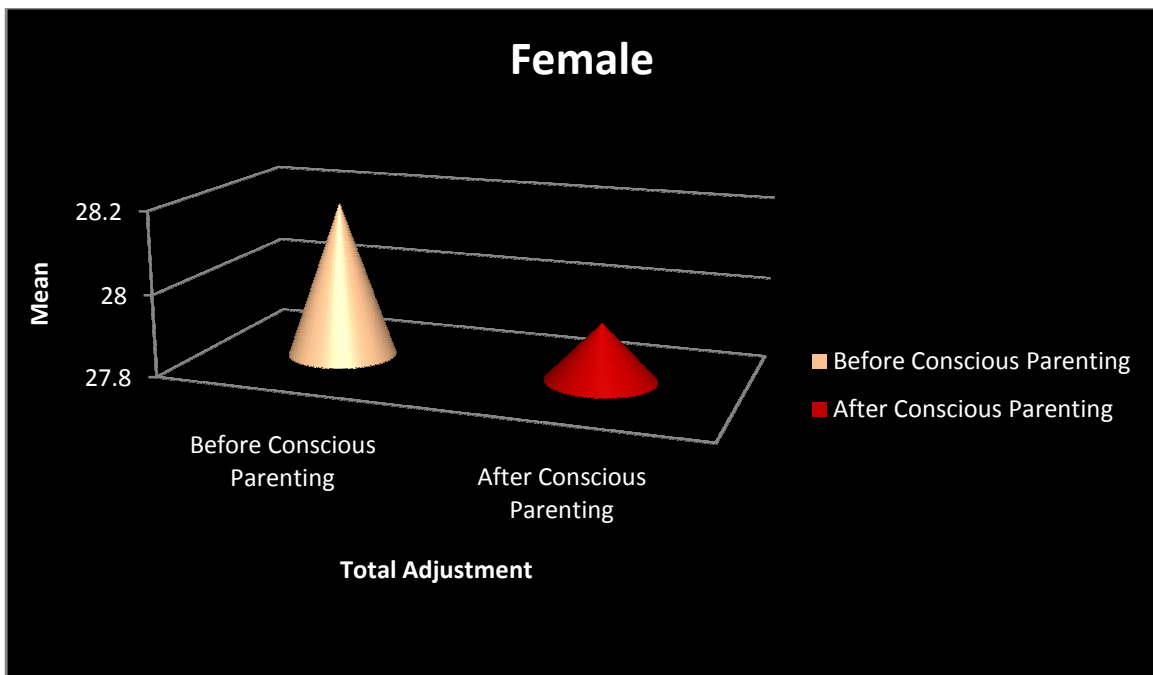 Female
28.2
28
27.8
Mean
Before Conscious
Parenting
After Conscious
Parenting
Total Adjustment
Before Conscious Parenting
After Conscious Parenting